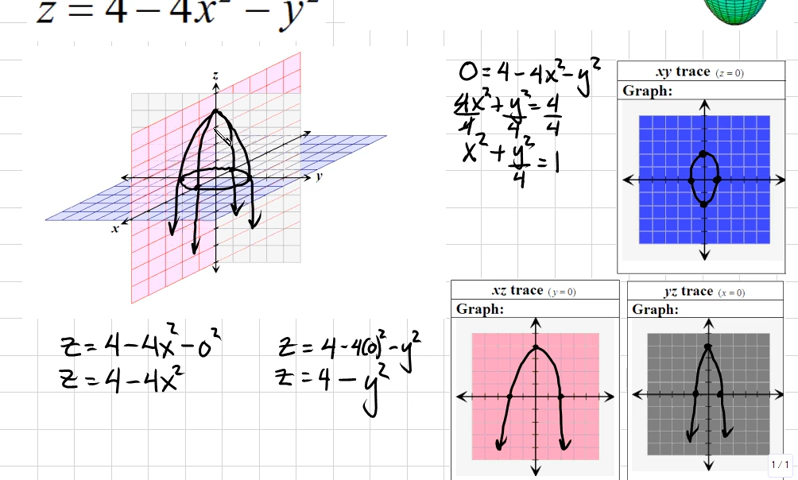 z = 4 − 4x² − y²
z
y
x
0 = 4 - 4x² - y²
4x²/4 + y²/4 = 4/4
x² + y²/4 = 1
xy trace (z = 0)
Graph:
z = 4 - 4x² - 0²
z = 4 - 4x²
z = 4 - 4(0)² - y²
z = 4 - y²
xz trace (y = 0)
Graph:
yz trace (x = 0)
Graph:
1 / 1